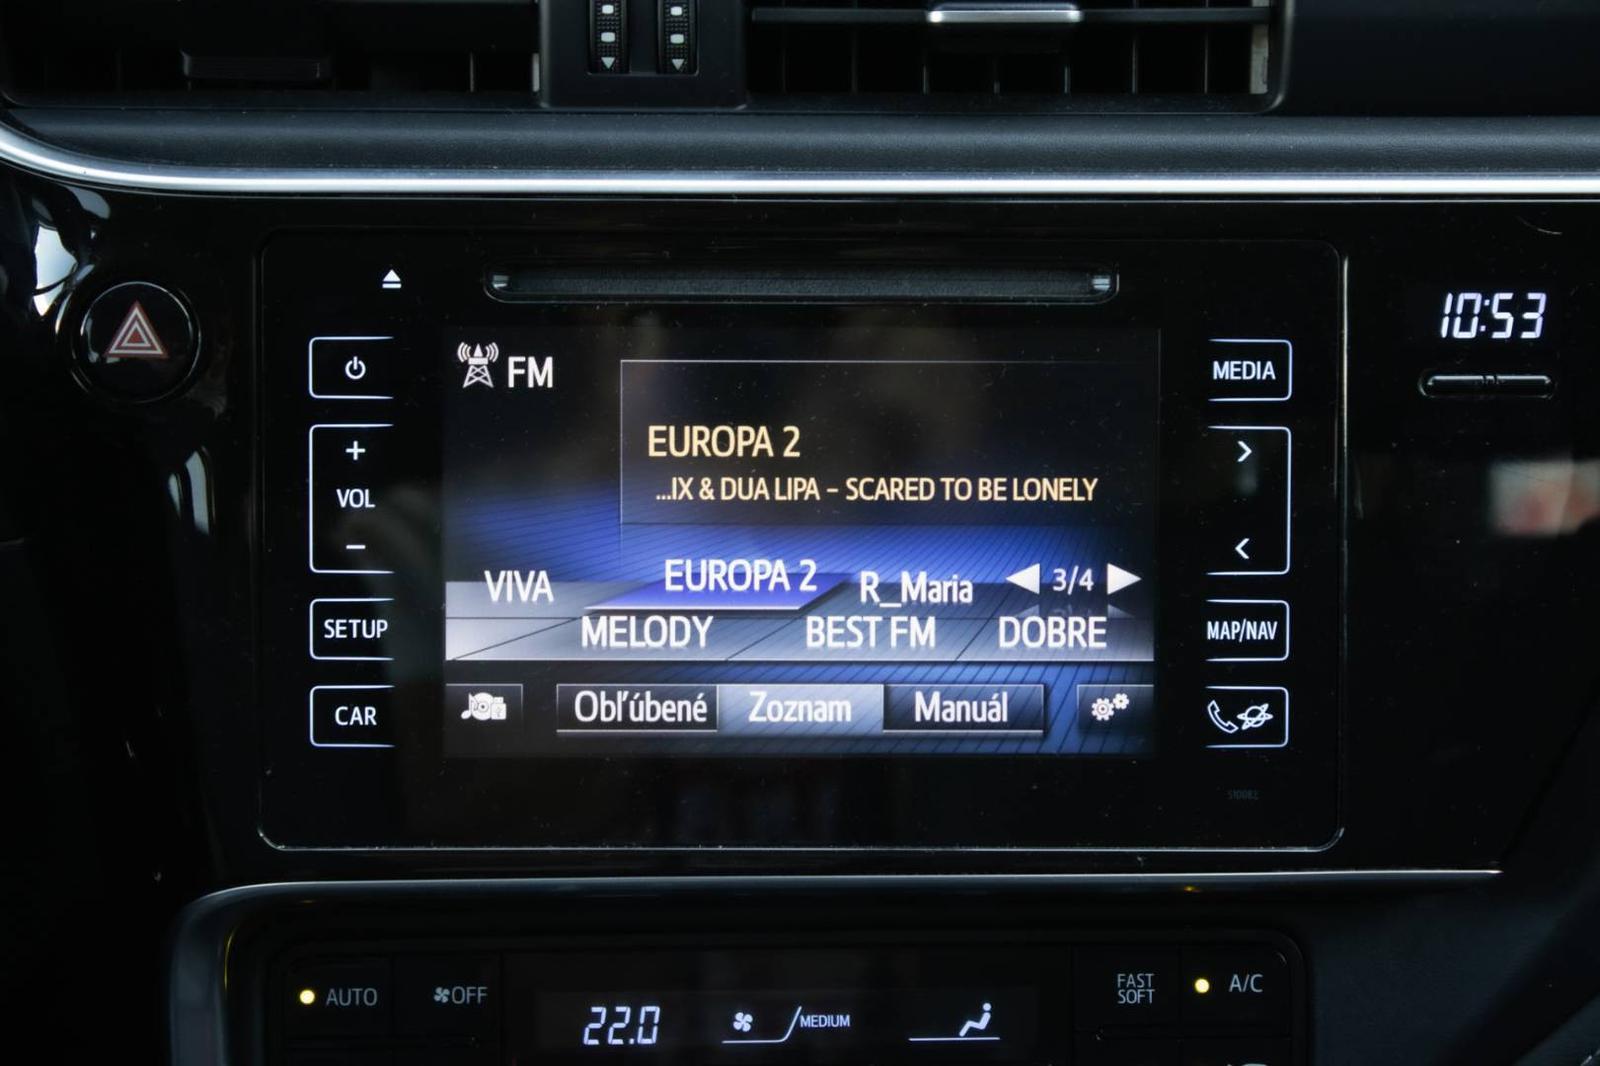 10:53
FM
MEDIA
EUROPA 2
...IX & DUA LIPA - SCARED TO BE LONELY
+
VOL
-
VIVA
EUROPA 2
R_Maria
3/4
SETUP
MELODY
BEST FM
DOBRE
MAP/NAV
CAR
Obľúbené
Zoznam
Manuál
AUTO
OFF
22.0
MEDIUM
FAST
SOFT
A/C